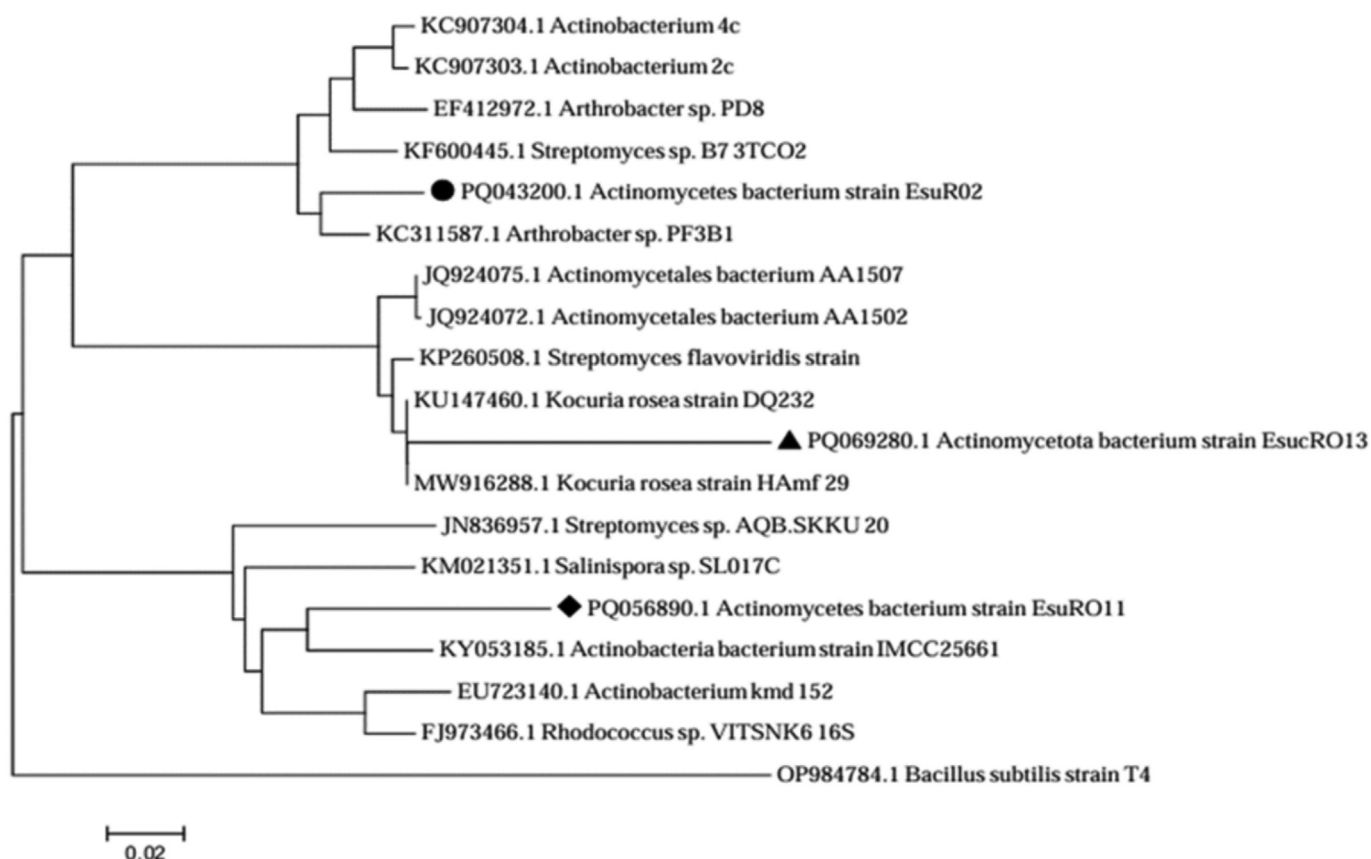 KC907304.1 Actinobacterium 4c
KC907303.1 Actinobacterium 2c
EF412972.1 Arthrobacter sp. PD8
KF600445.1 Streptomyces sp. B7 3TCO2
PQ043200.1 Actinomycetes bacterium strain EsuR02
KC311587.1 Arthrobacter sp. PF3B1
JQ924075.1 Actinomycetales bacterium AA1507
JQ924072.1 Actinomycetales bacterium AA1502
KP260508.1 Streptomyces flavoviridis strain
KU147460.1 Kocuria rosea strain DQ232
PQ069280.1 Actinomycetota bacterium strain EsucRO13
MW916288.1 Kocuria rosea strain HAmf 29
JN836957.1 Streptomyces sp. AQB.SKKU 20
KM021351.1 Salinispora sp. SL017C
PQ056890.1 Actinomycetes bacterium strain EsuRO11
KY053185.1 Actinobacteria bacterium strain IMCC25661
EU723140.1 Actinobacterium kmd 152
FJ973466.1 Rhodococcus sp. VITSNK6 16S
OP984784.1 Bacillus subtilis strain T4
0.02